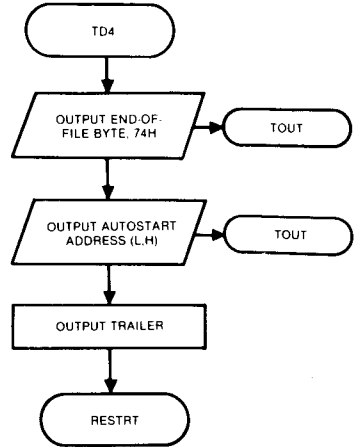 TD4
OUTPUT END-OF-
FILE BYTE, 74H
TOUT
OUTPUT AUTOSTART
ADDRESS (L,H)
TOUT
OUTPUT TRAILER
RESTRT